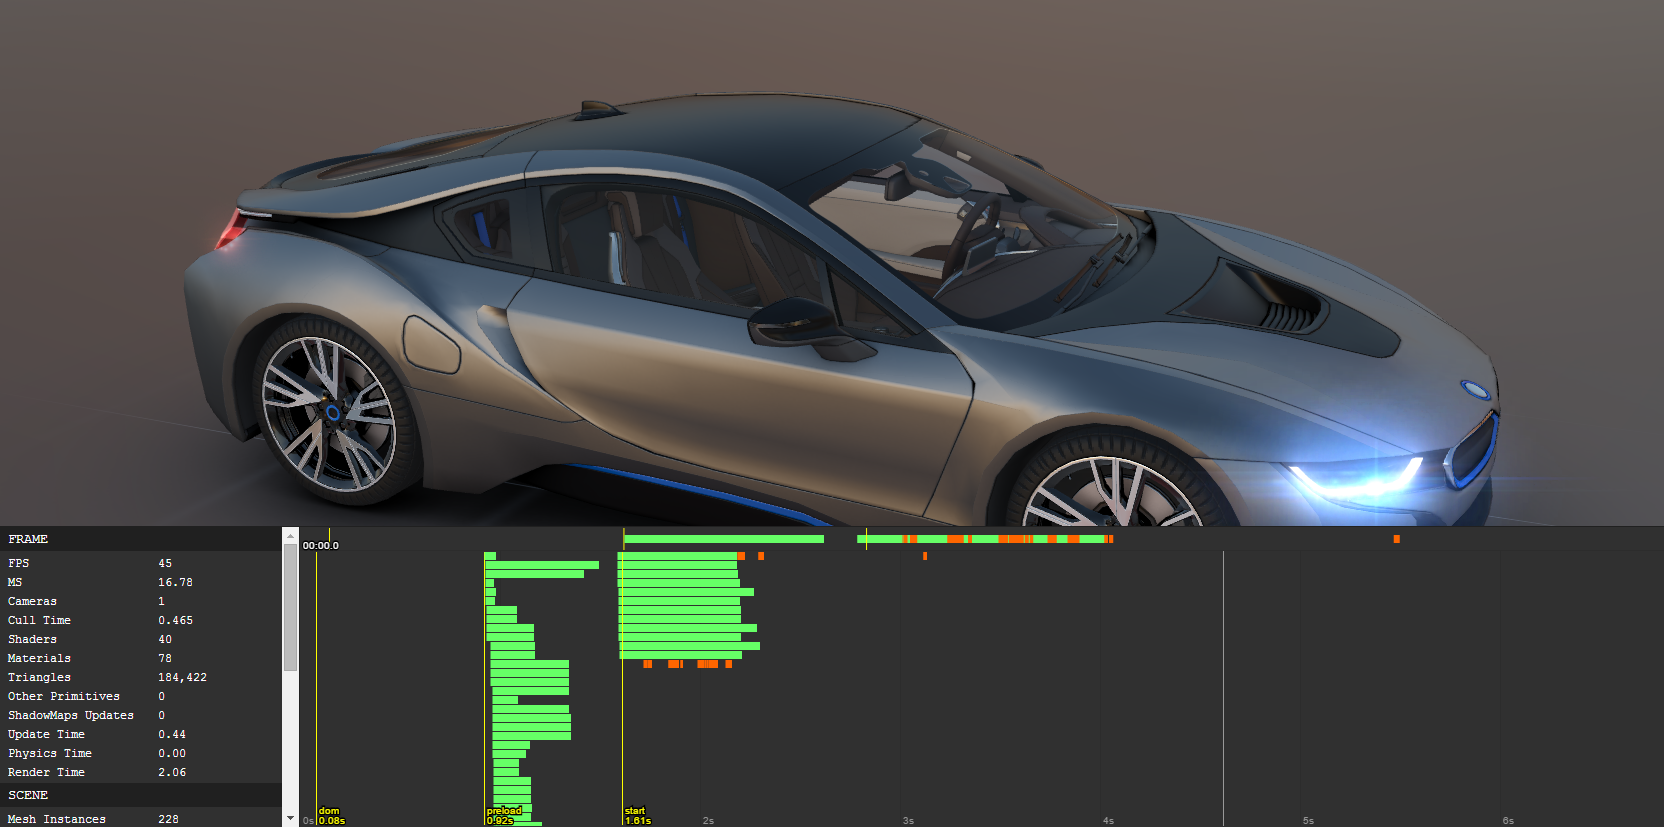 FRAME
FPS 45
MS 16.78
Cameras 1
Cull Time 0.465
Shaders 40
Materials 78
Triangles 184,422
Other Primitives 0
ShadowMaps Updates 0
Update Time 0.44
Physics Time 0.00
Render Time 2.06
SCENE
Mesh Instances 228
00:00.0
dom
0.08s
preload
0.92s
start
1.61s
0s 2s 3s 4s 5s 6s